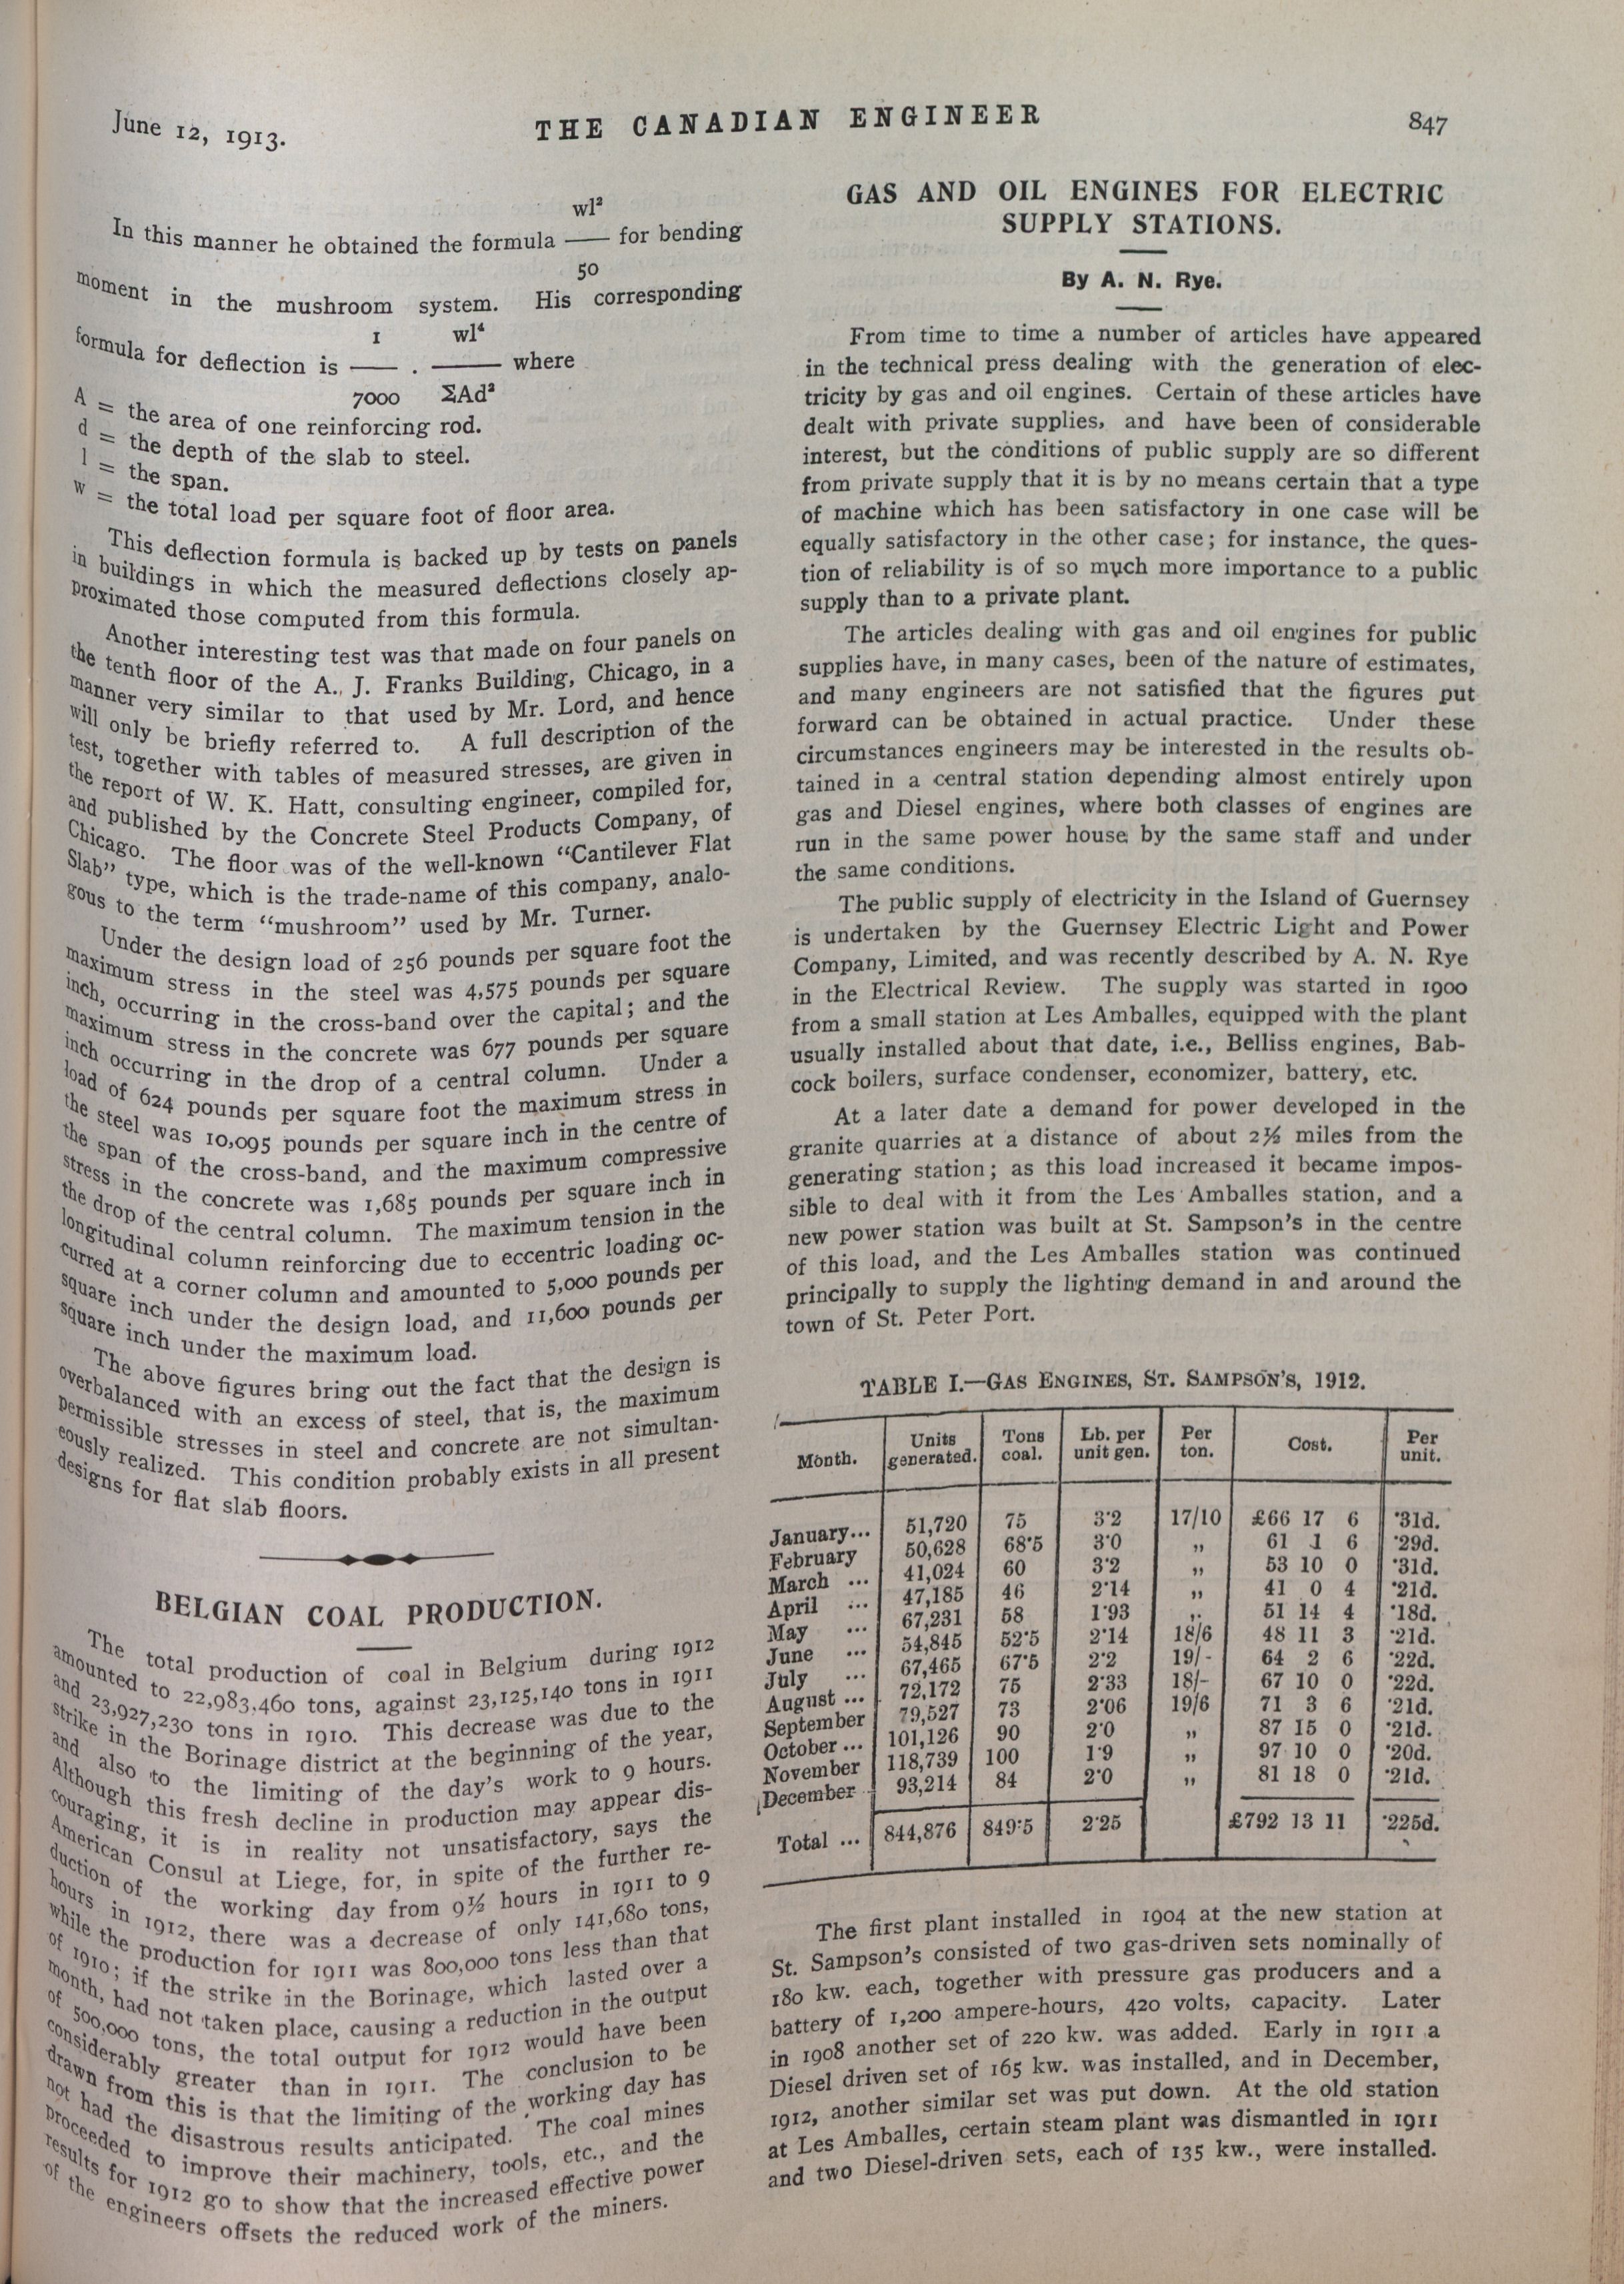 June 12, 1913.
THE CANADIAN ENGINEER
847
wl²
In this manner he obtained the formula —— for bending
50
moment in the mushroom system. His corresponding
1 wl⁴
formula for deflection is —— . —— where
7000 ΣAd²
A = the area of one reinforcing rod.
d = the depth of the slab to steel.
l = the span.
w = the total load per square foot of floor area.
This deflection formula is backed up by tests on panels
in buildings in which the measured deflections closely ap-
proximated those computed from this formula.
Another interesting test was that made on four panels on
the tenth floor of the A. J. Franks Building, Chicago, in a
manner very similar to that used by Mr. Lord, and hence
will only be briefly referred to. A full description of the
test, together with tables of measured stresses, are given in
the report of W. K. Hatt, consulting engineer, compiled for,
and published by the Concrete Steel Products Company, of
Chicago. The floor was of the well-known "Cantilever Flat
Slab" type, which is the trade-name of this company, analo-
gous to the term "mushroom" used by Mr. Turner.
Under the design load of 256 pounds per square foot the
maximum stress in the steel was 4,575 pounds per square
inch, occurring in the cross-band over the capital; and the
maximum stress in the concrete was 677 pounds per square
inch occurring in the drop of a central column. Under a
load of 624 pounds per square foot the maximum stress in
the steel was 10,095 pounds per square inch in the centre of
the span of the cross-band, and the maximum compressive
stress in the concrete was 1,685 pounds per square inch in
the drop of the central column. The maximum tension in the
longitudinal column reinforcing due to eccentric loading oc-
curred at a corner column and amounted to 5,000 pounds per
square inch under the design load, and 11,600 pounds per
square inch under the maximum load.
The above figures bring out the fact that the design is
overbalanced with an excess of steel, that is, the maximum
permissible stresses in steel and concrete are not simultan-
eously realized. This condition probably exists in all present
designs for flat slab floors.
BELGIAN COAL PRODUCTION.
The total production of coal in Belgium during 1912
amounted to 22,983,460 tons, against 23,125,140 tons in 1911
and 23,927,230 tons in 1910. This decrease was due to the
strike in the Borinage district at the beginning of the year,
and also to the limiting of the day's work to 9 hours.
Although this fresh decline in production may appear dis-
couraging, it is in reality not unsatisfactory, says the
American Consul at Liege, for, in spite of the further re-
duction of the working day from 9½ hours in 1911 to 9
hours in 1912, there was a decrease of only 141,680 tons,
while the production for 1911 was 800,000 tons less than that
of 1910; if the strike in the Borinage, which lasted over a
month, had not taken place, causing a reduction in the output
of 500,000 tons, the total output for 1912 would have been
considerably greater than in 1911. The conclusion to be
drawn from this is that the limiting of the working day has
not had the disastrous results anticipated. The coal mines
proceeded to improve their machinery, tools, etc., and the
results for 1912 go to show that the increased effective power
of the engineers offsets the reduced work of the miners.
GAS AND OIL ENGINES FOR ELECTRIC
SUPPLY STATIONS.
By A. N. Rye.
From time to time a number of articles have appeared
in the technical press dealing with the generation of elec-
tricity by gas and oil engines. Certain of these articles have
dealt with private supplies, and have been of considerable
interest, but the conditions of public supply are so different
from private supply that it is by no means certain that a type
of machine which has been satisfactory in one case will be
equally satisfactory in the other case; for instance, the ques-
tion of reliability is of so much more importance to a public
supply than to a private plant.
The articles dealing with gas and oil engines for public
supplies have, in many cases, been of the nature of estimates,
and many engineers are not satisfied that the figures put
forward can be obtained in actual practice. Under these
circumstances engineers may be interested in the results ob-
tained in a central station depending almost entirely upon
gas and Diesel engines, where both classes of engines are
run in the same power house by the same staff and under
the same conditions.
The public supply of electricity in the Island of Guernsey
is undertaken by the Guernsey Electric Light and Power
Company, Limited, and was recently described by A. N. Rye
in the Electrical Review. The supply was started in 1900
from a small station at Les Amballes, equipped with the plant
usually installed about that date, i.e., Belliss engines, Bab-
cock boilers, surface condenser, economizer, battery, etc.
At a later date a demand for power developed in the
granite quarries at a distance of about 2½ miles from the
generating station; as this load increased it became impos-
sible to deal with it from the Les Amballes station, and a
new power station was built at St. Sampson's in the centre
of this load, and the Les Amballes station was continued
principally to supply the lighting demand in and around the
town of St. Peter Port.
TABLE I.—GAS ENGINES, ST. SAMPSON'S, 1912.
Month. Units generated. Tons coal. Lb. per unit gen. Per ton. Cost. Per unit.
January... 51,720 75 3·2 17/10 £66 17 6 ·31d.
February 50,628 68·5 3·0 ,, 61 1 6 ·29d.
March ... 41,024 60 3·2 ,, 53 10 0 ·31d.
April ... 47,185 46 2·14 ,, 41 0 4 ·21d.
May ... 67,231 58 1·93 ,, 51 14 4 ·18d.
June ... 54,845 52·5 2·14 18/6 48 11 3 ·21d.
July ... 67,465 67·5 2·2 19/- 64 2 6 ·22d.
August ... 72,172 75 2·33 18/- 67 10 0 ·22d.
September 79,527 73 2·06 19/6 71 3 6 ·21d.
October ... 101,126 90 2·0 ,, 87 15 0 ·21d.
November 118,739 100 1·9 ,, 97 10 0 ·20d.
December 93,214 84 2·0 ,, 81 18 0 ·21d.
Total ... 844,876 849·5 2·25 £792 13 11 ·225d.
The first plant installed in 1904 at the new station at
St. Sampson's consisted of two gas-driven sets nominally of
180 kw. each, together with pressure gas producers and a
battery of 1,200 ampere-hours, 420 volts, capacity. Later
in 1908 another set of 220 kw. was added. Early in 1911 a
Diesel driven set of 165 kw. was installed, and in December,
1912, another similar set was put down. At the old station
at Les Amballes, certain steam plant was dismantled in 1911
and two Diesel-driven sets, each of 135 kw., were installed.